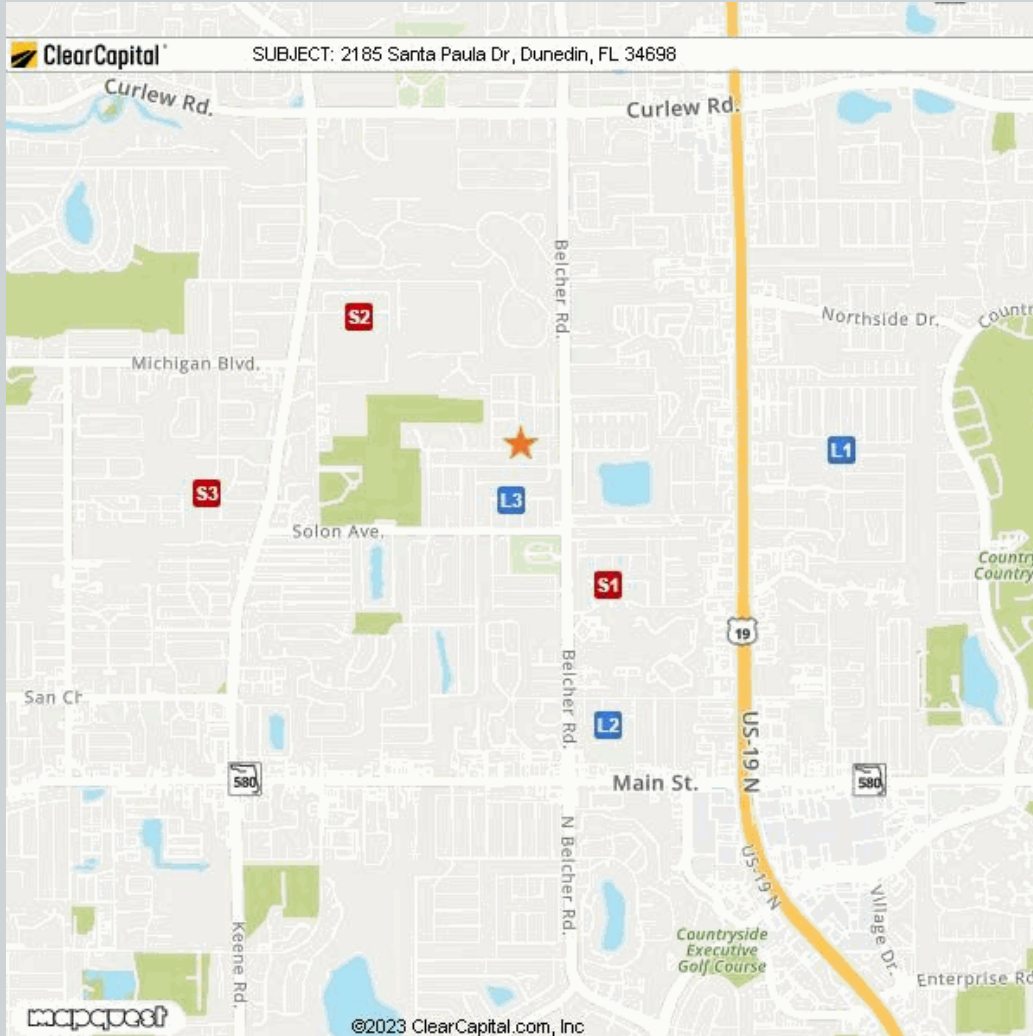 ClearCapital
SUBJECT: 2185 Santa Paula Dr, Dunedin, FL 34698
Curlew Rd.
Curlew Rd.
Belcher Rd.
S2
Northside Dr.
Country
Michigan Blvd.
L1
S3
L3
Solon Ave.
Country
Country
S1
19
Belcher Rd.
San Ch
L2
US-19 N
580
Main St.
580
N Belcher Rd.
US-19 N
Village Dr.
Keene Rd.
Countryside
Executive
Golf Course
Enterprise Rd
mapquest
©2023 ClearCapital.com, Inc